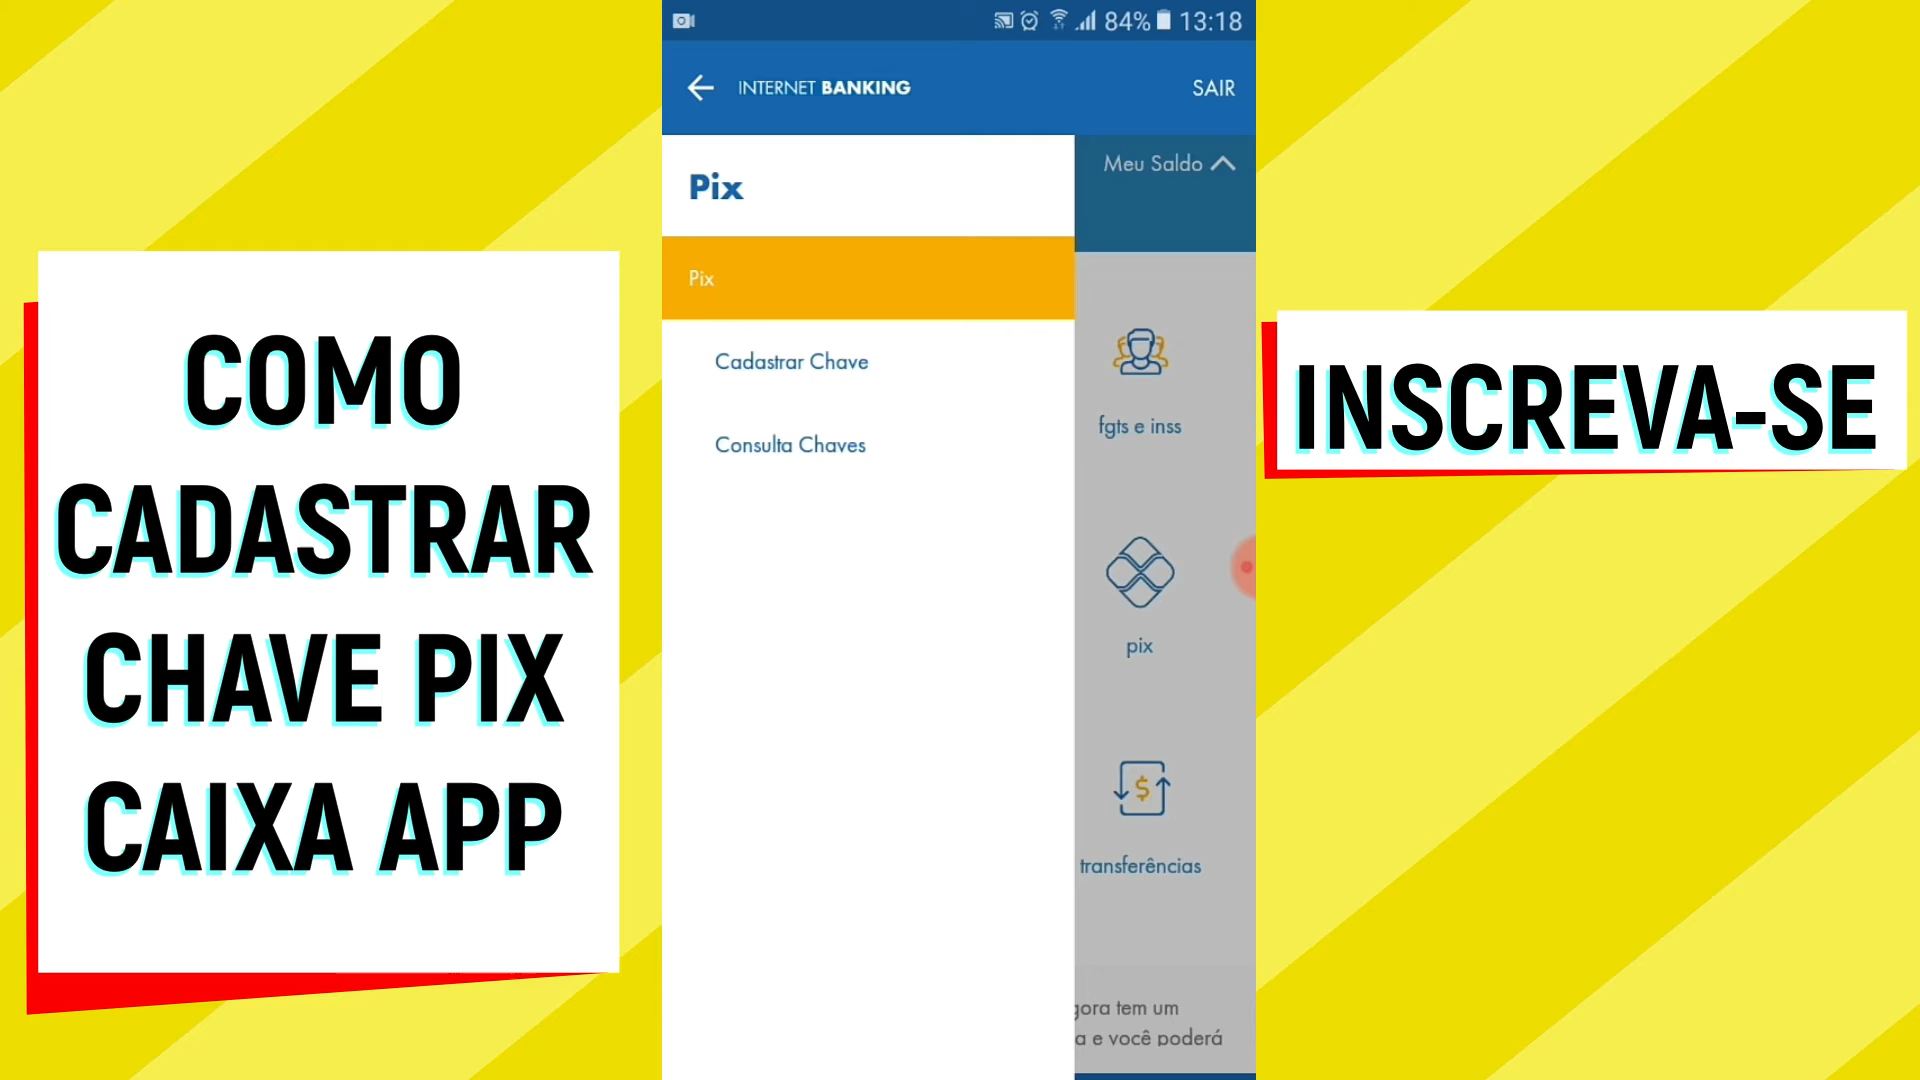 COMO
CADASTRAR
CHAVE PIX
CAIXA APP
84% 13:18
INTERNET BANKING
SAIR
Pix
Meu Saldo
Pix
Cadastrar Chave
Consulta Chaves
fgts e inss
pix
transferências
gora tem um
a e você poderá
INSCREVA-SE